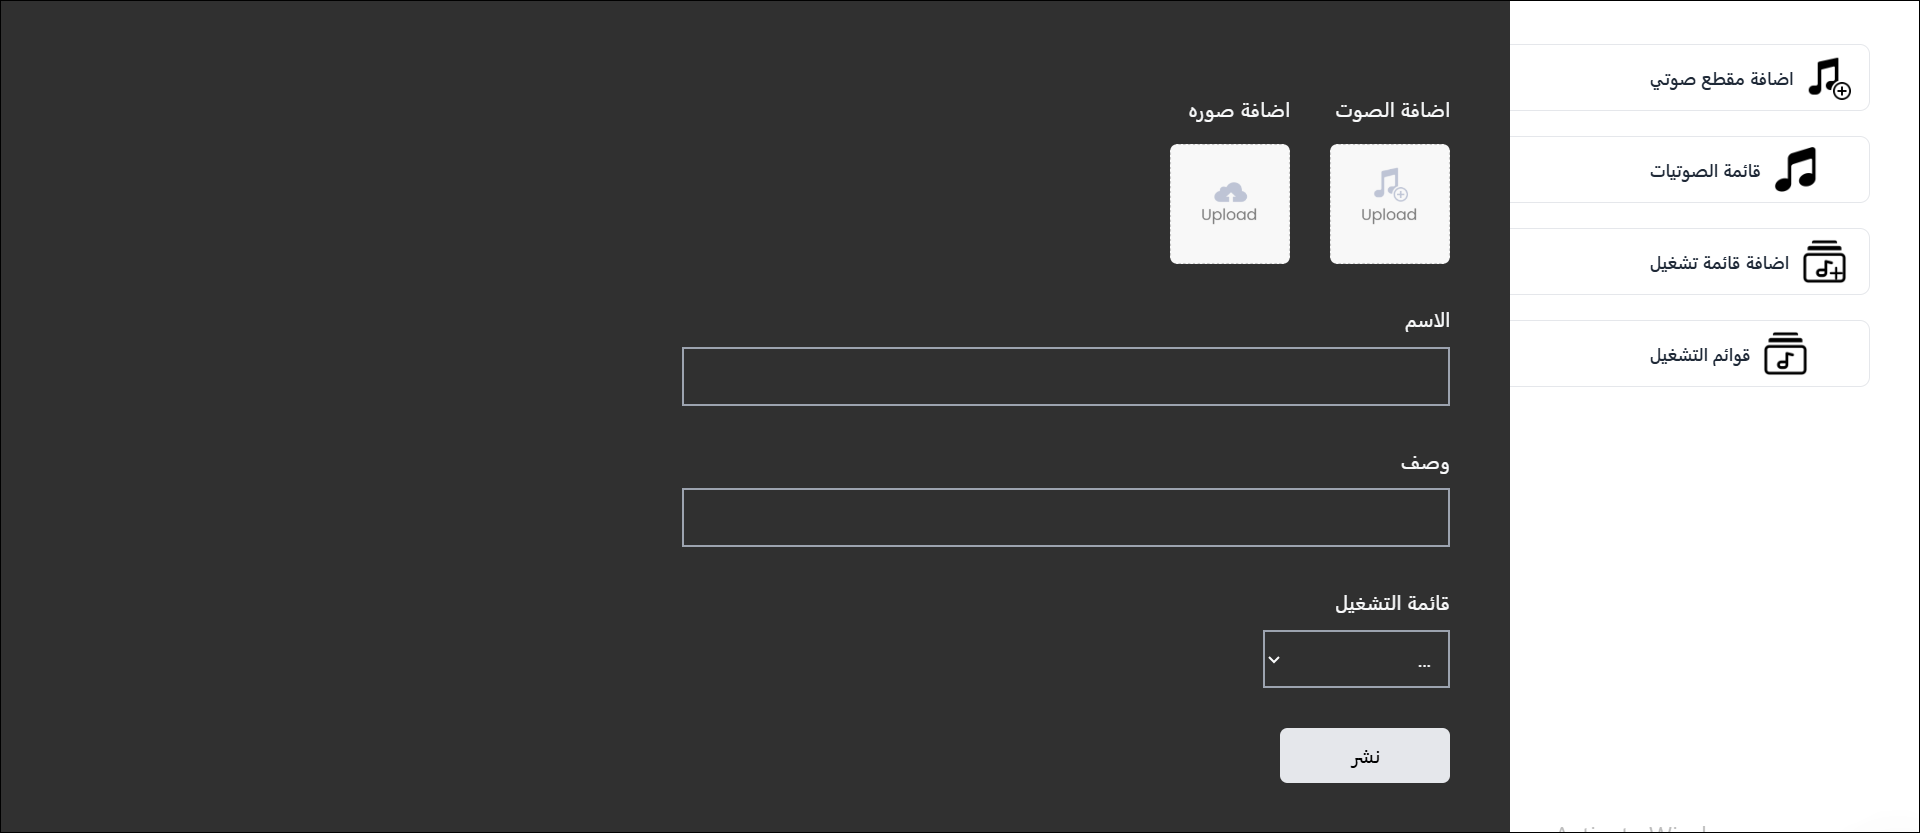 اضافة مقطع صوتي
قائمة الصوتيات
اضافة قائمة تشغيل
قوائم التشغيل
اضافة الصوت
اضافة صوره
Upload
Upload
الاسم
وصف
قائمة التشغيل
...
نشر